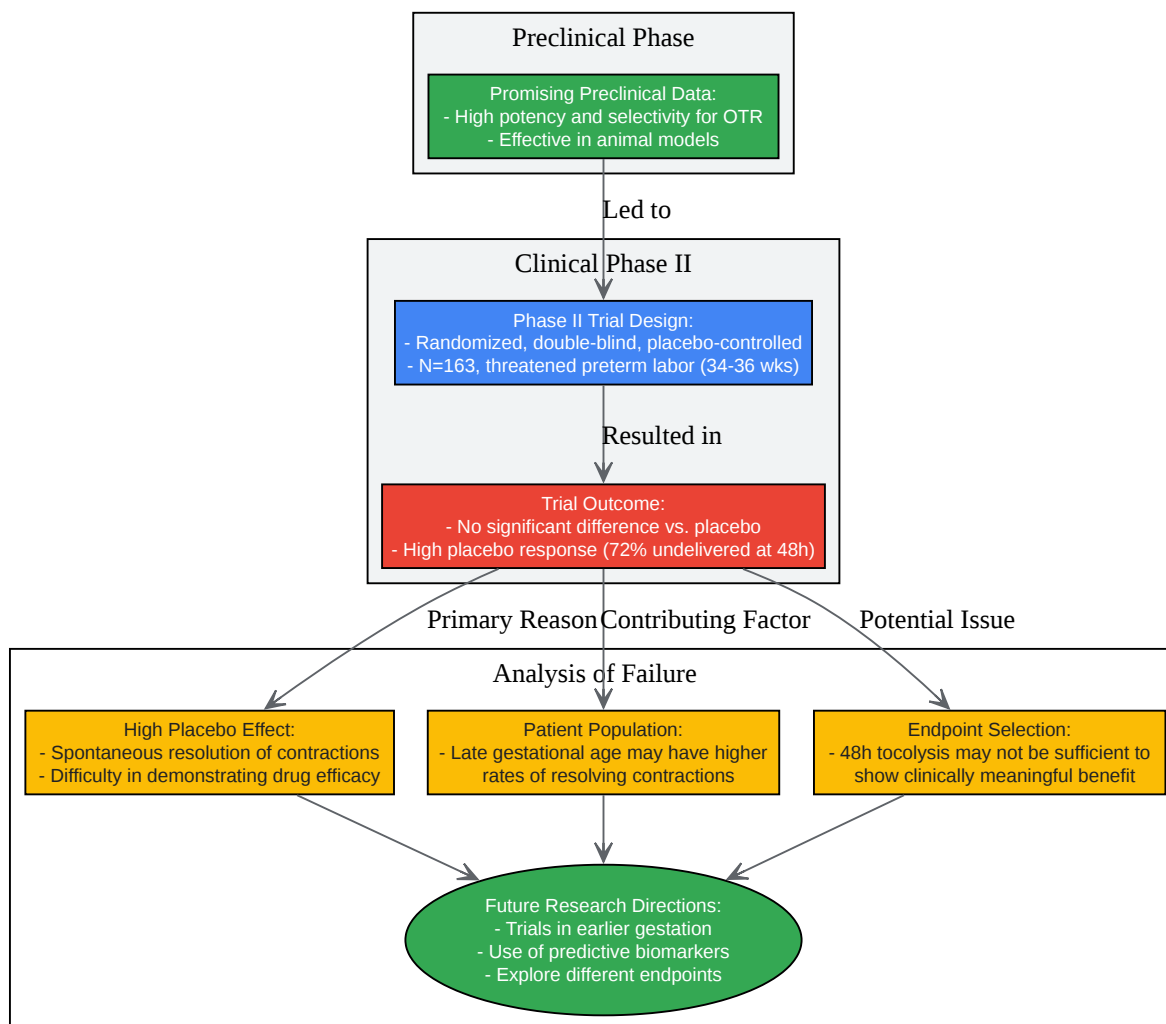 Preclinical Phase
Promising Preclinical Data:
- High potency and selectivity for OTR
- Effective in animal models
Led to
Clinical Phase II
Phase II Trial Design:
- Randomized, double-blind, placebo-controlled
- N=163, threatened preterm labor (34-36 wks)
Resulted in
Trial Outcome:
- No significant difference vs. placebo
- High placebo response (72% undelivered at 48h)
Primary Reason
Contributing Factor
Potential Issue
Analysis of Failure
High Placebo Effect:
- Spontaneous resolution of contractions
- Difficulty in demonstrating drug efficacy
Patient Population:
- Late gestational age may have higher
rates of resolving contractions
Endpoint Selection:
- 48h tocolysis may not be sufficient to
show clinically meaningful benefit
Future Research Directions:
- Trials in earlier gestation
- Use of predictive biomarkers
- Explore different endpoints